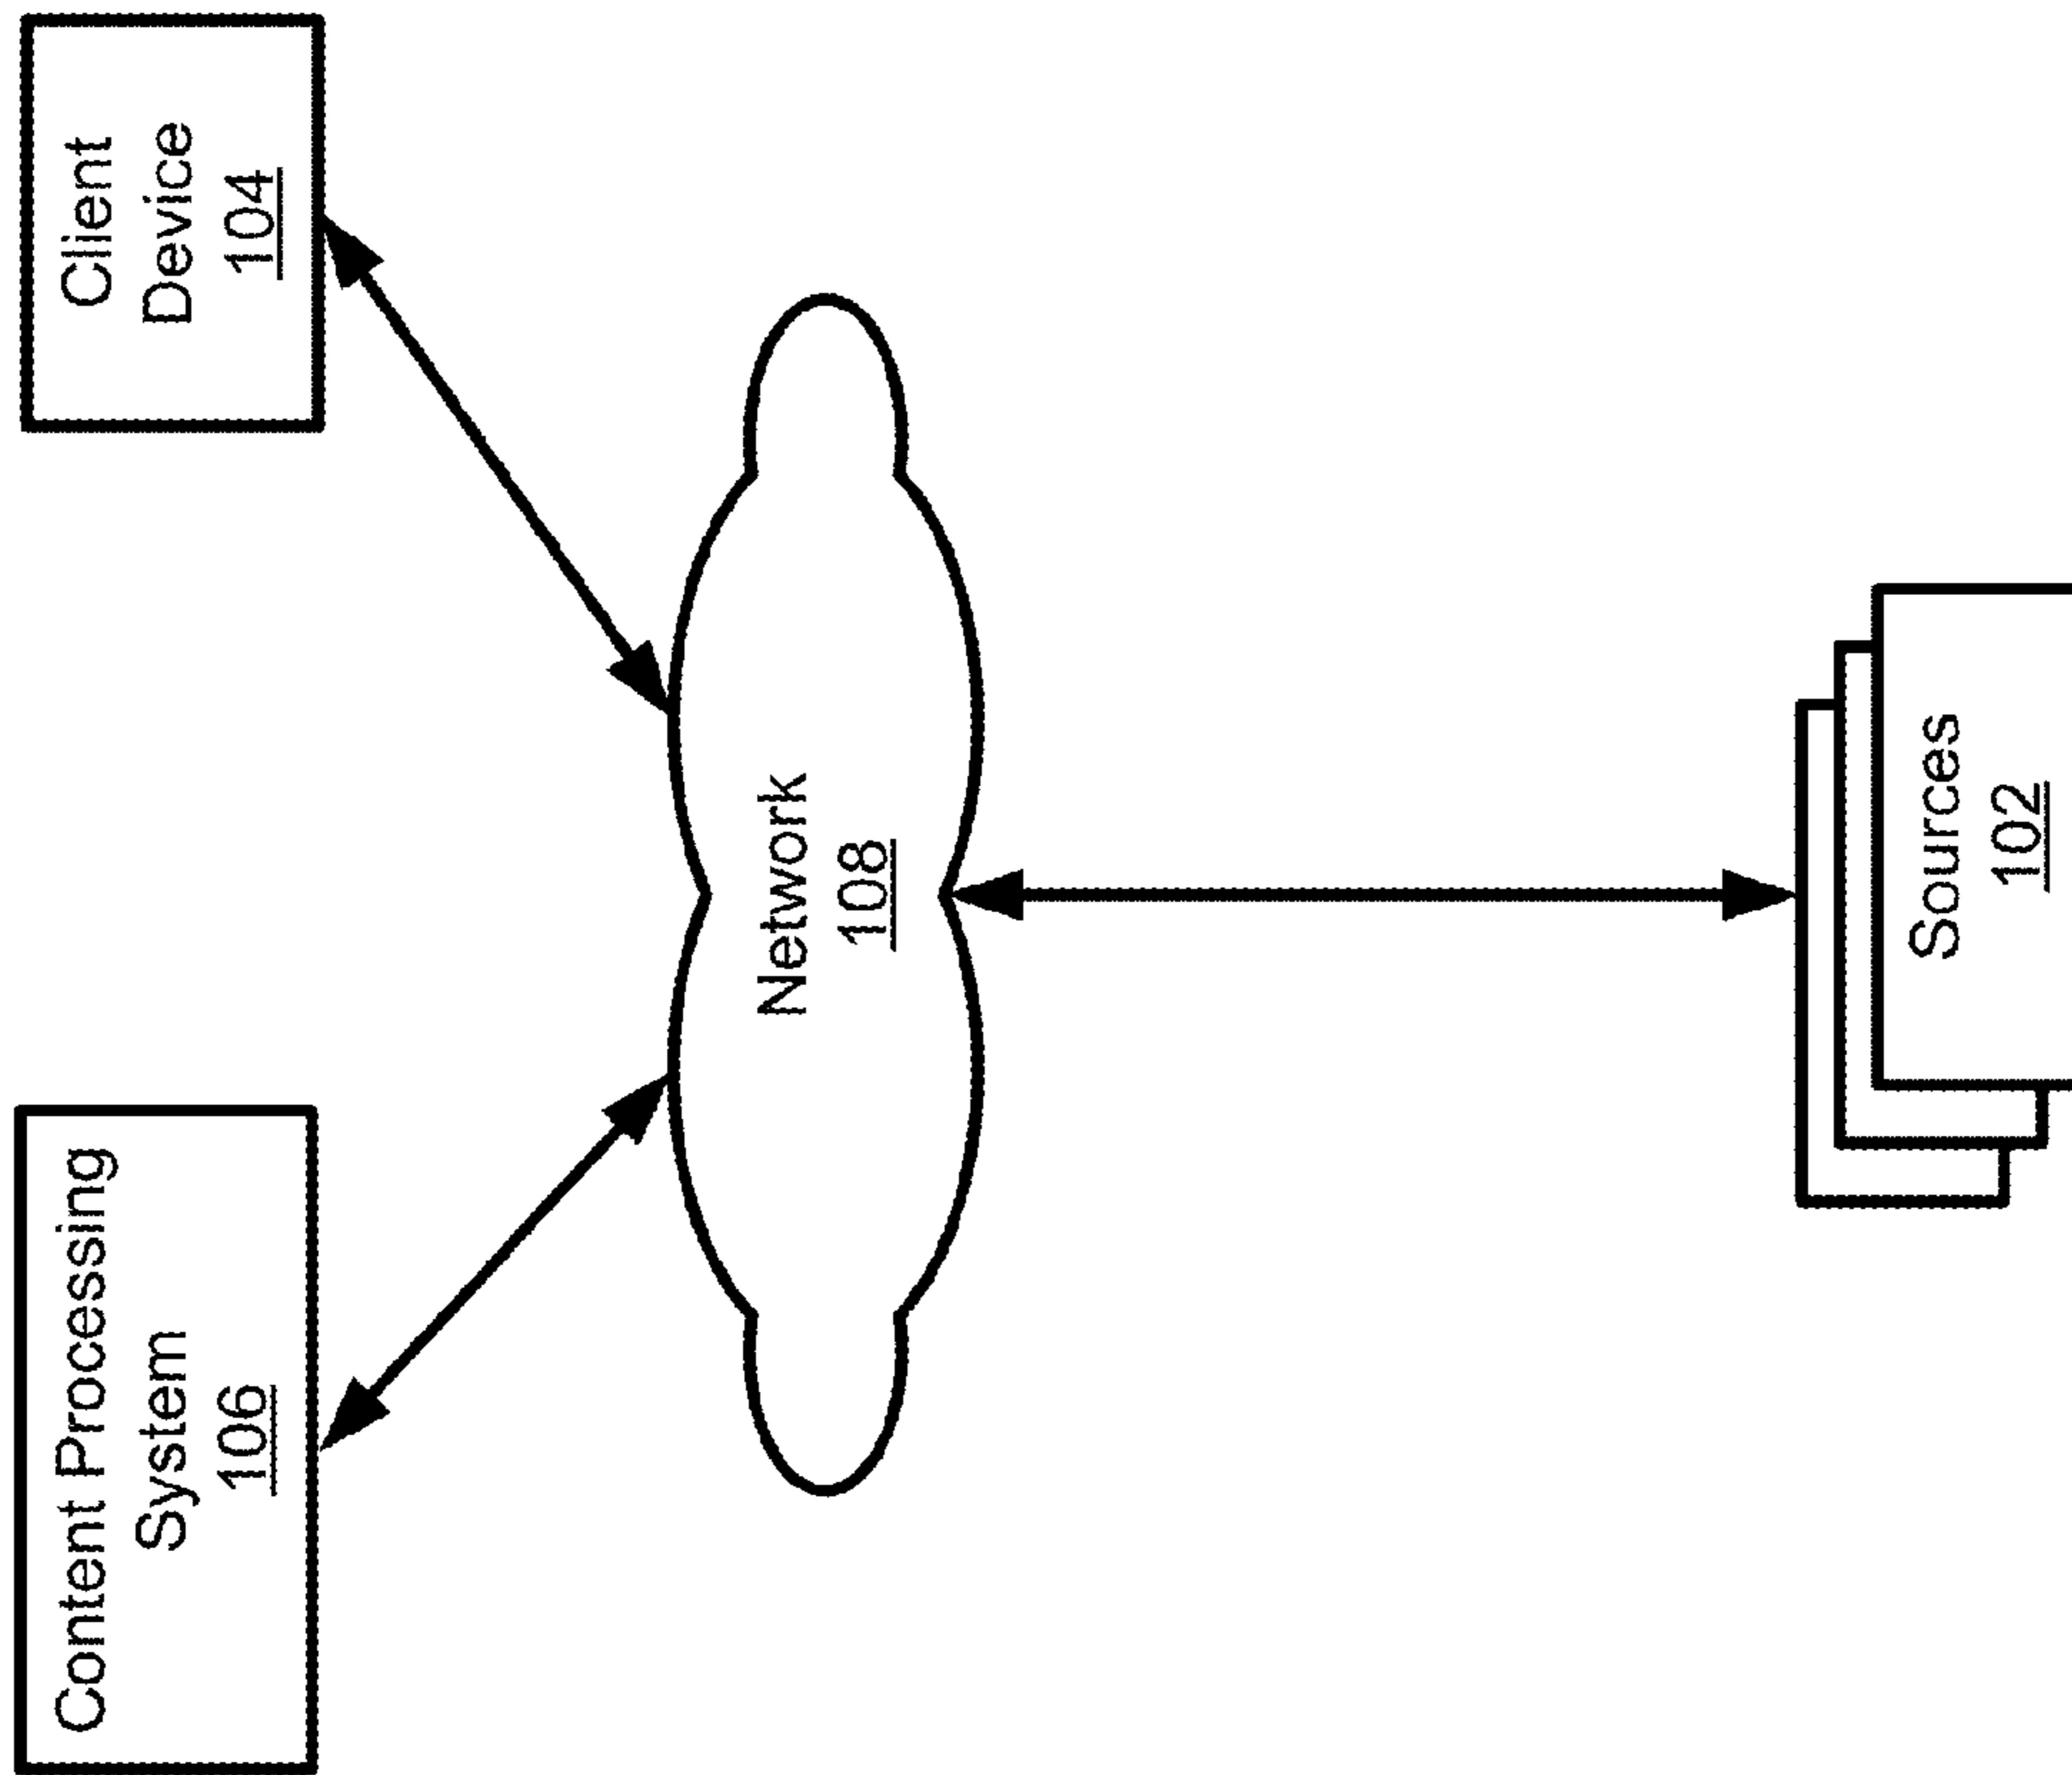 Content Processing
System
106
Client
Device
104
Network
108
Sources
102